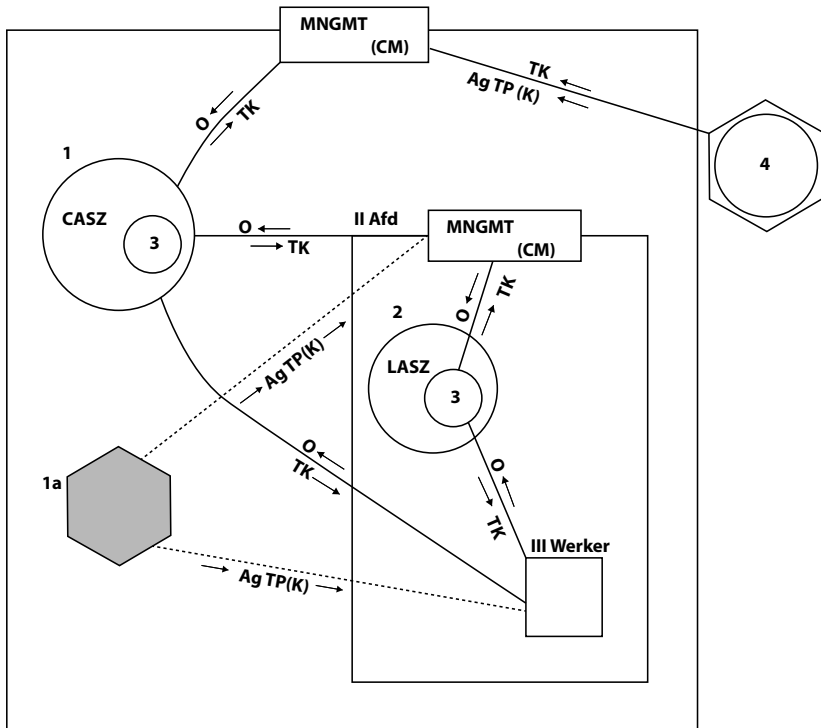 MNGMT
(CM)
TK
Ag TP (K)
O
TK
4
1
CASZ
3
O
TK
II Afd
MNGMT
(CM)
O
TK
2
LASZ
3
Ag TP(K)
O
TK
1a
O
TK
III Werker
Ag TP(K)